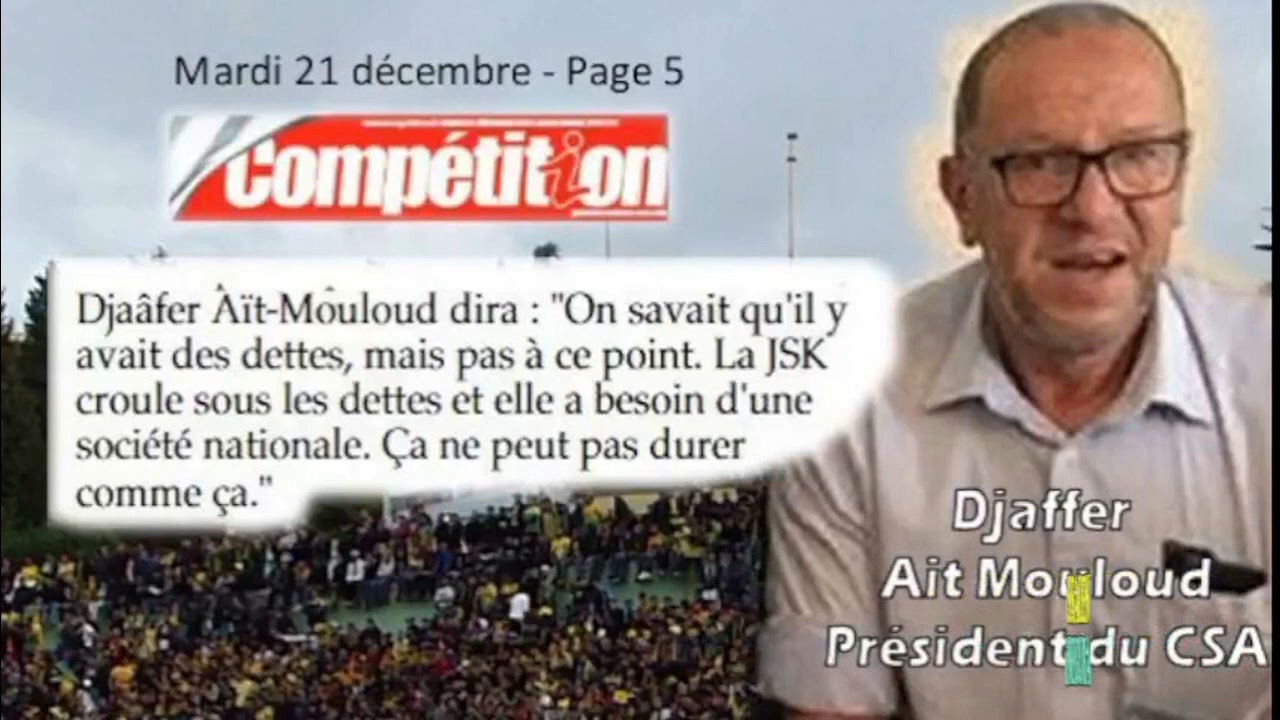 Mardi 21 décembre - Page 5
Compétition
Djaâfer Aït-Mouloud dira : "On savait qu'il y
avait des dettes, mais pas à ce point. La JSK
croule sous les dettes et elle a besoin d'une
société nationale. Ça ne peut pas durer
comme ça."
Djaffer
Ait Mouloud
Président du CSA